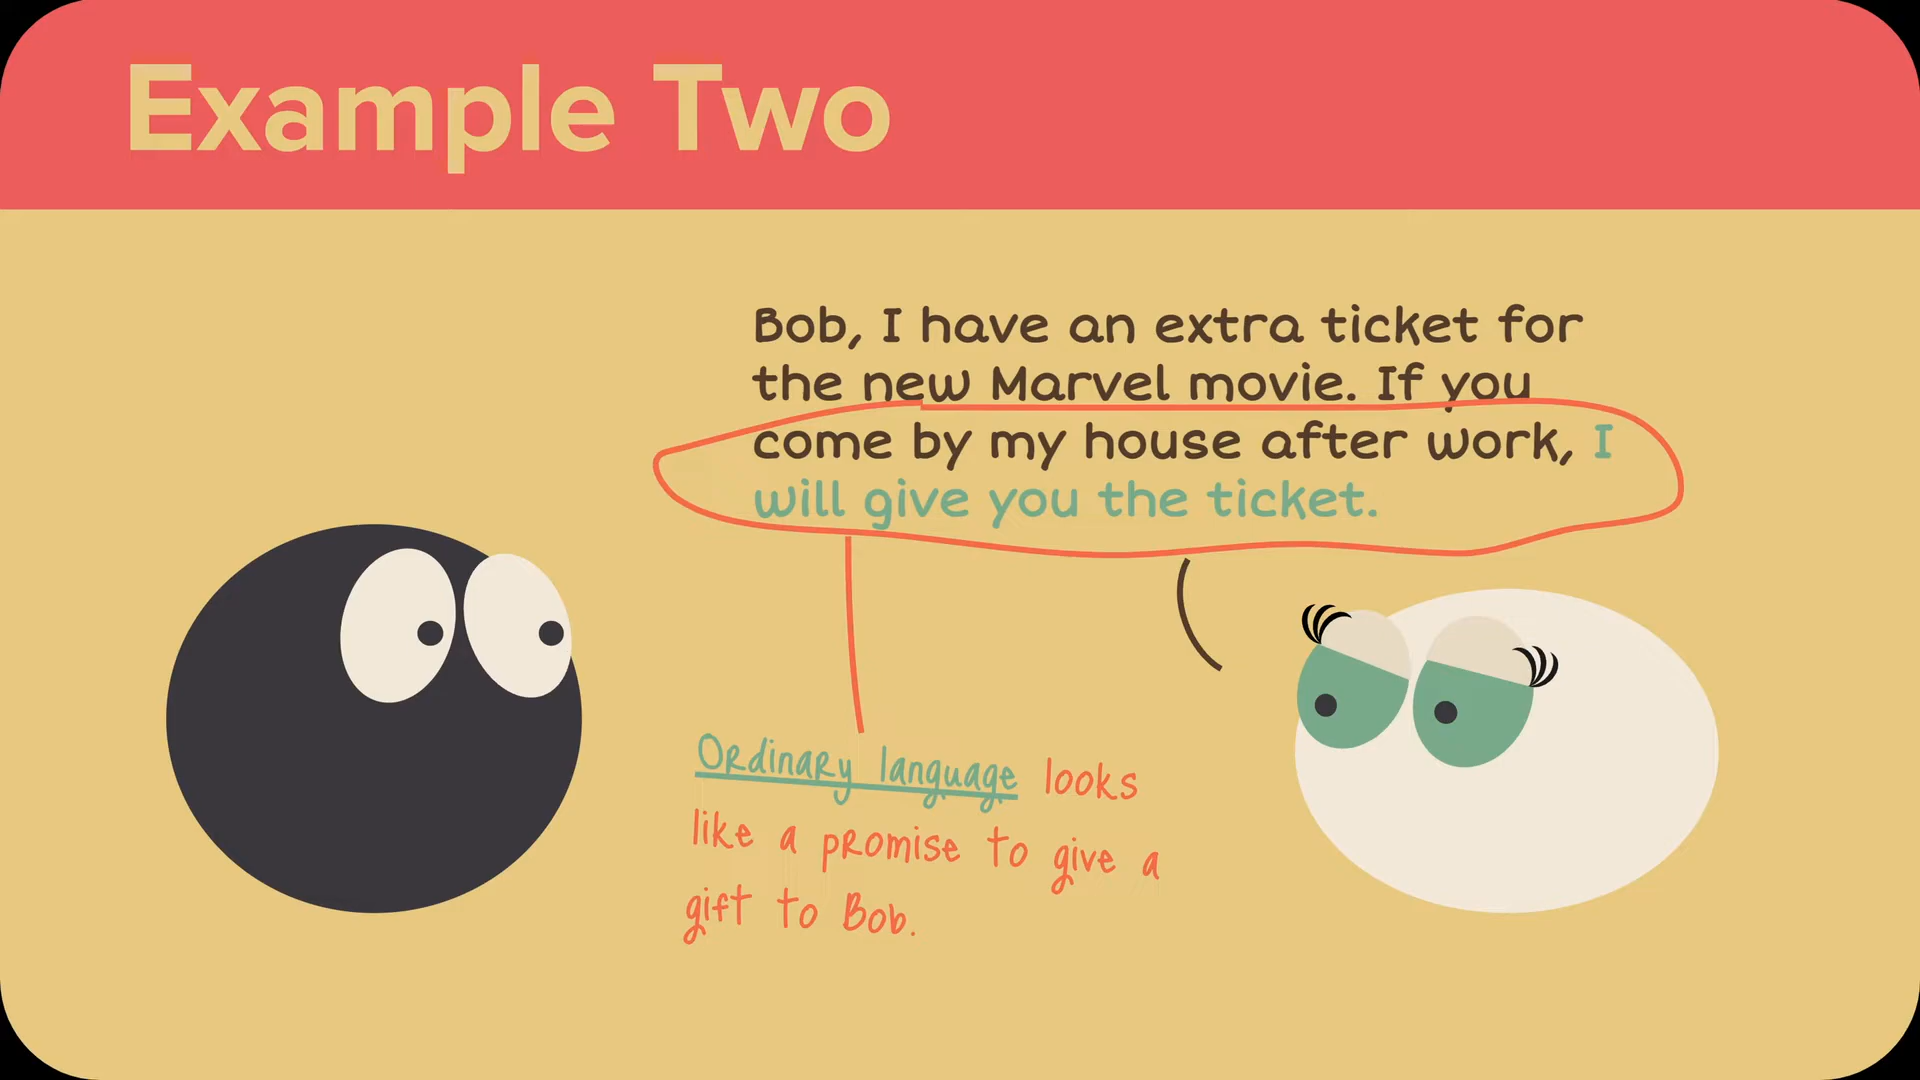 Example Two
Bob, I have an extra ticket for
the new Marvel movie. If you
come by my house after work, I
will give you the ticket.
Ordinary language looks
like a promise to give a
gift to Bob.